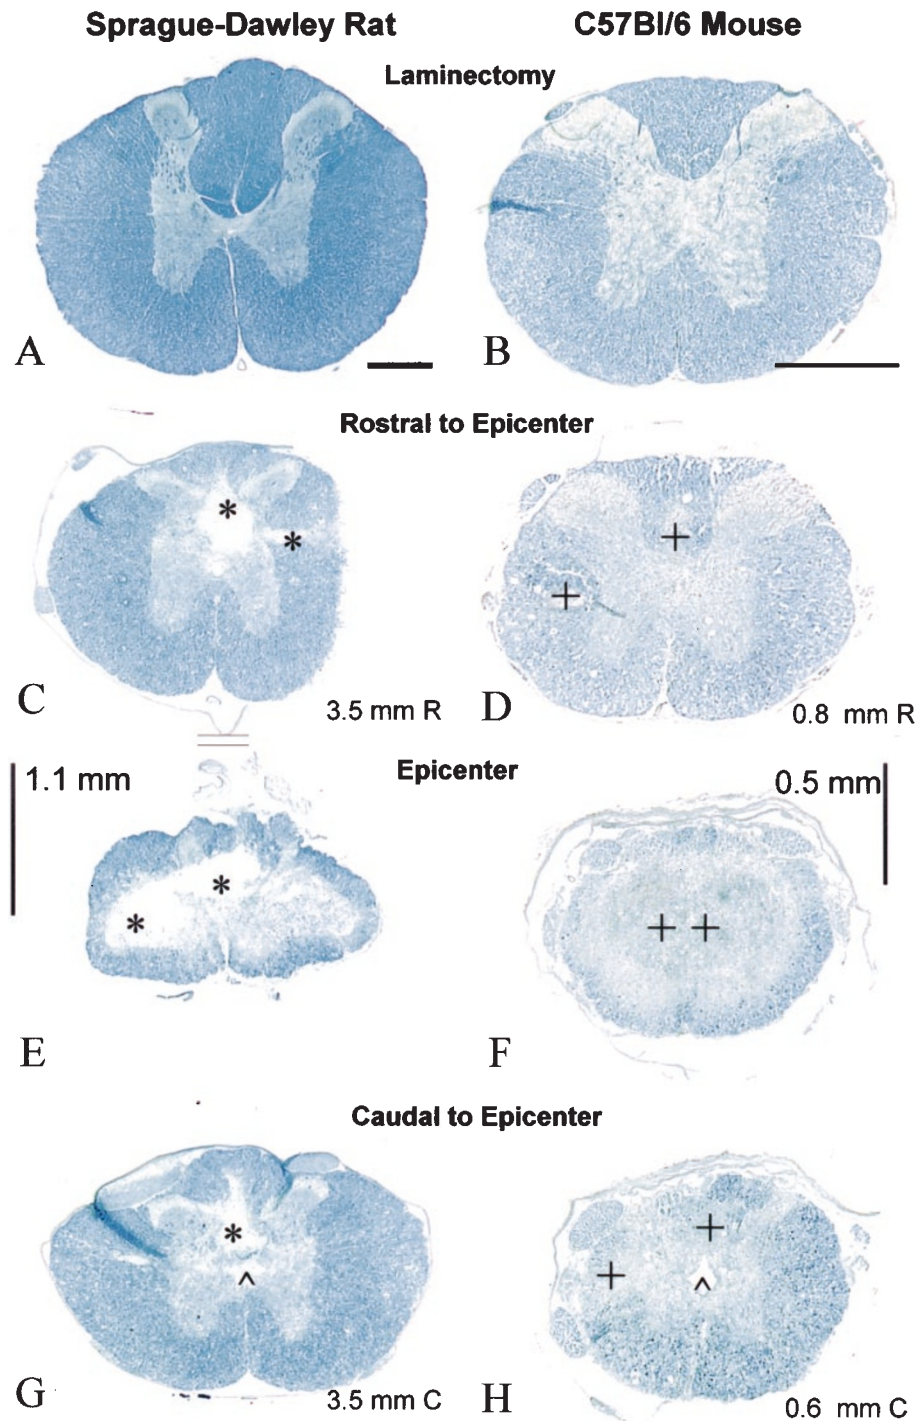 Sprague-Dawley Rat
C57Bl/6 Mouse
Laminectomy
A
B
Rostral to Epicenter
*
*
+
+
C
3.5 mm R
D
0.8 mm R
1.1 mm
Epicenter
0.5 mm
*
*
+ +
E
F
Caudal to Epicenter
*
^
+
+
^
G
3.5 mm C
H
0.6 mm C